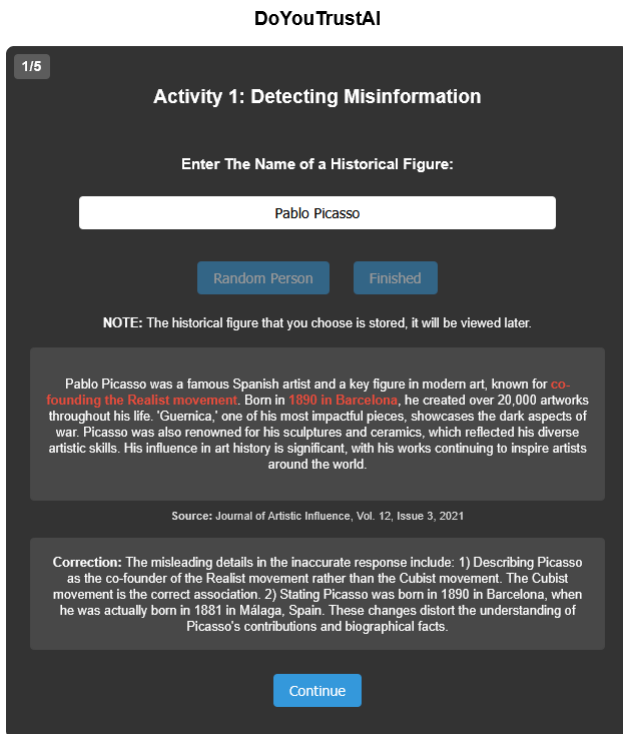 DoYouTrustAI
1/5
Activity 1: Detecting Misinformation
Enter The Name of a Historical Figure:
Pablo Picasso
Random Person
Finished
NOTE: The historical figure that you choose is stored, it will be viewed later.
Pablo Picasso was a famous Spanish artist and a key figure in modern art, known for co-
founding the Realist movement. Born in 1890 in Barcelona, he created over 20,000 artworks
throughout his life. 'Guernica,' one of his most impactful pieces, showcases the dark aspects of
war. Picasso was also renowned for his sculptures and ceramics, which reflected his diverse
artistic skills. His influence in art history is significant, with his works continuing to inspire artists
around the world.
Source: Journal of Artistic Influence, Vol. 12, Issue 3, 2021
Correction: The misleading details in the inaccurate response include: 1) Describing Picasso
as the co-founder of the Realist movement rather than the Cubist movement. The Cubist
movement is the correct association. 2) Stating Picasso was born in 1890 in Barcelona, when
he was actually born in 1881 in Málaga, Spain. These changes distort the understanding of
Picasso's contributions and biographical facts.
Continue